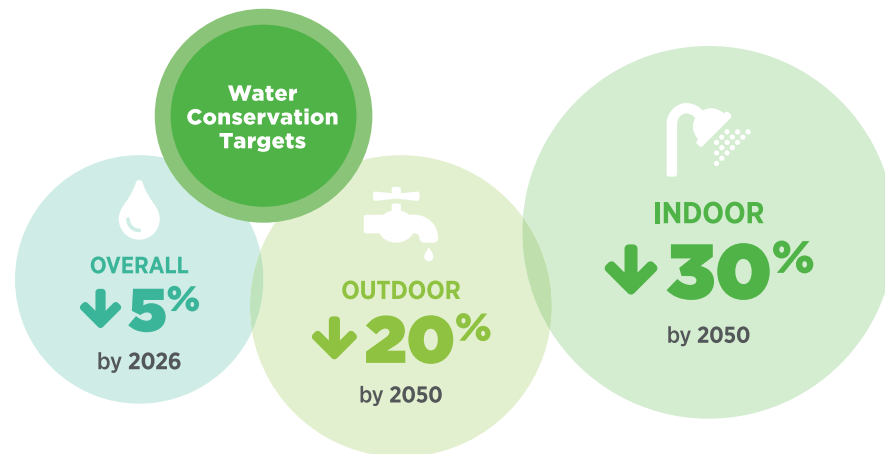 Water
Conservation
Targets
OVERALL
5%
by 2026
OUTDOOR
20%
by 2050
INDOOR
30%
by 2050